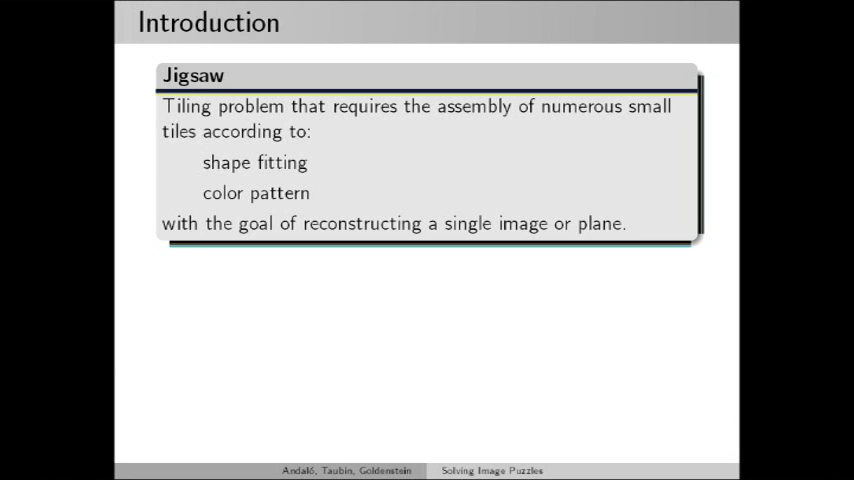 Introduction
Jigsaw
Tiling problem that requires the assembly of numerous small
tiles according to:
shape fitting
color pattern
with the goal of reconstructing a single image or plane.
Andaló, Taubin, Goldenstein
Solving Image Puzzles